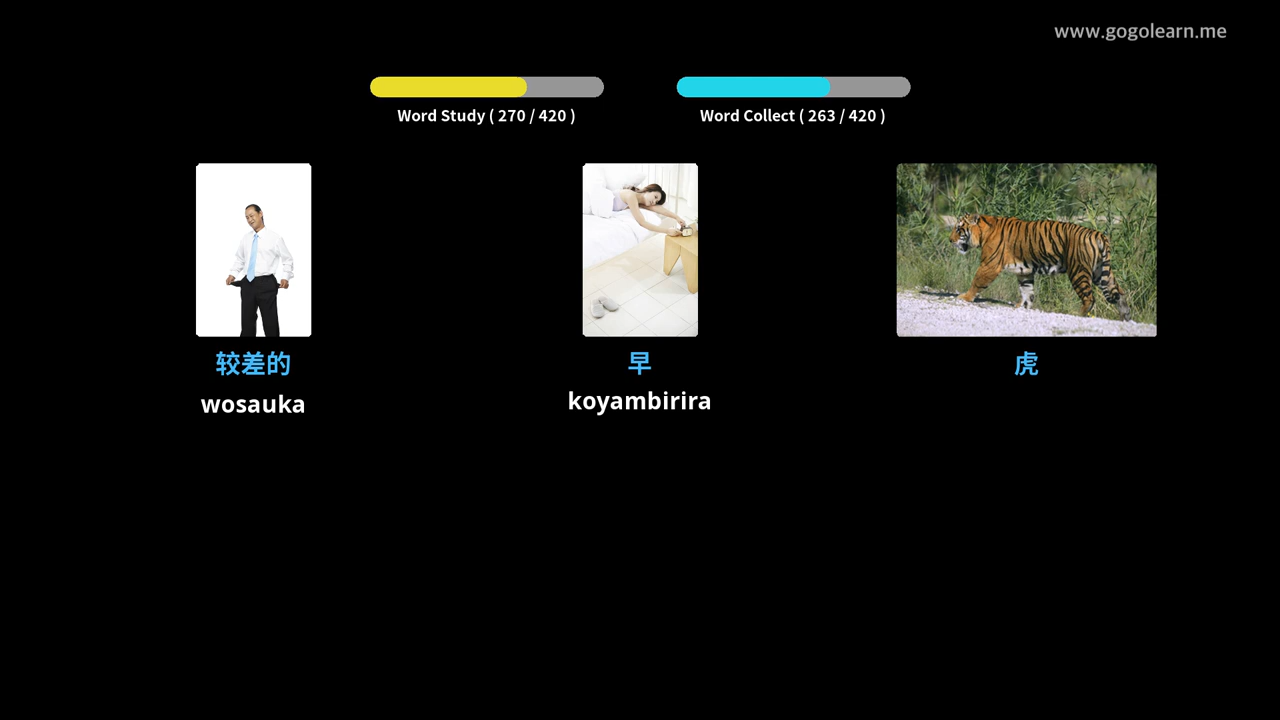 www.gogolearn.me
Word Study ( 270 / 420 )
Word Collect ( 263 / 420 )
较差的
早
虎
wosauka
koyambirira